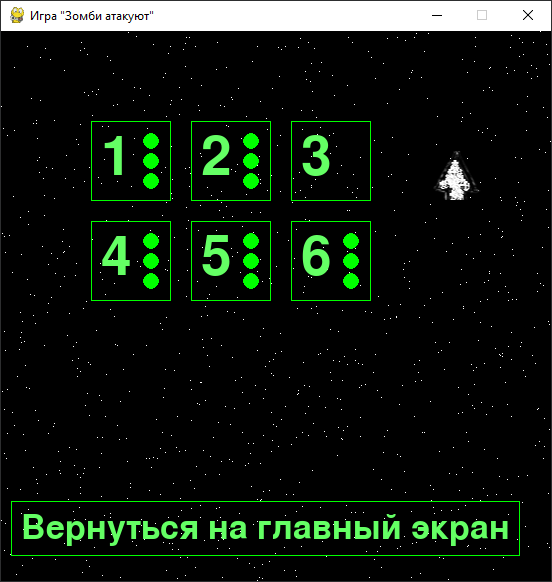 Игра "Зомби атакуют"
1 2 3
4 5 6
Вернуться на главный экран